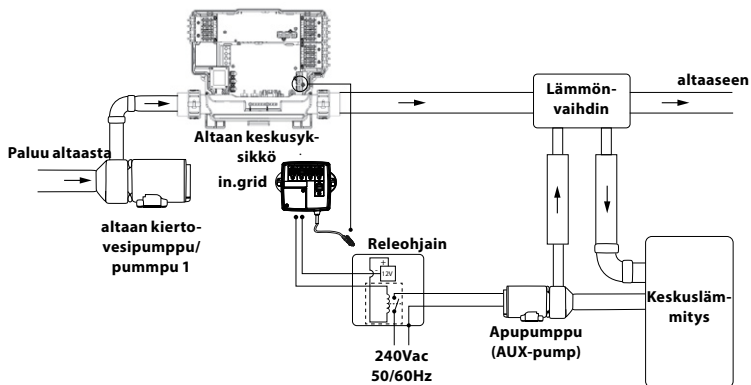 Paluu altaasta
altaan kierto-
vesipumppu/
pummpu 1
Altaan keskusyk-
sikkö
in.grid
Lämmön-
vaihdin
altaaseen
Releohjain
+
-
12V
240Vac
50/60Hz
Apupumppu
(AUX-pump)
Keskusläm-
mitys